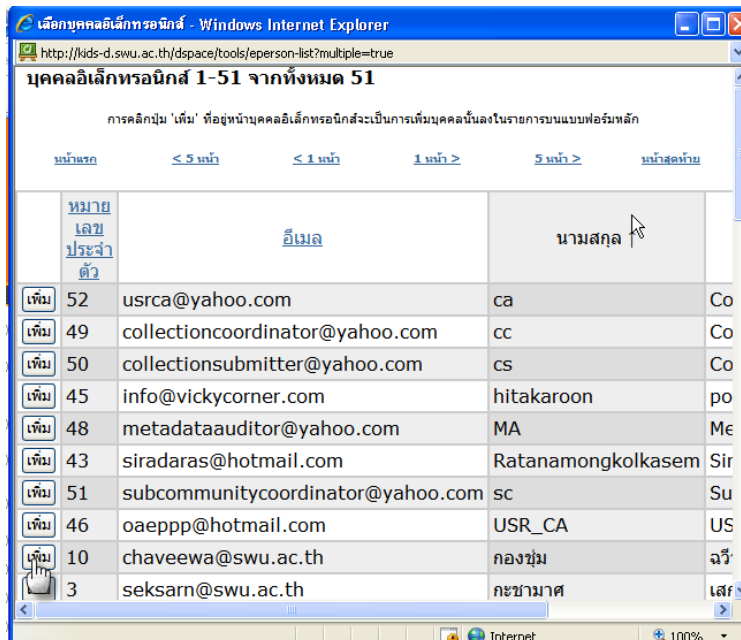 เลือกบุคคลอิเล็กทรอนิกส์ - Windows Internet Explorer
http://kids-d.swu.ac.th/dspace/tools/eperson-list?multiple=true
บุคคลอิเล็กทรอนิกส์ 1-51 จากทั้งหมด 51
การคลิกปุ่ม 'เพิ่ม' ที่อยู่หน้าบุคคลอิเล็กทรอนิกส์จะเป็นการเพิ่มบุคคลนั้นลงในรายการบนแบบฟอร์มหลัก
หน้าแรก < 5 หน้า < 1 หน้า 1 หน้า > 5 หน้า > หน้าสุดท้าย
หมาย
เลข
ประจำ
ตัว
อีเมล
นามสกุล ↑
เพิ่ม 52 usrca@yahoo.com ca Co
เพิ่ม 49 collectioncoordinator@yahoo.com cc Co
เพิ่ม 50 collectionsubmitter@yahoo.com cs Co
เพิ่ม 45 info@vickycorner.com hitakaroon po
เพิ่ม 48 metadataauditor@yahoo.com MA Me
เพิ่ม 43 siradaras@hotmail.com Ratanamongkolkasem Sir
เพิ่ม 51 subcommunitycoordinator@yahoo.com sc Su
เพิ่ม 46 oaeppp@hotmail.com USR_CA US
เพิ่ม 10 chaveewa@swu.ac.th กองชุ่ม ฉวี
3 seksarn@swu.ac.th กะชามาศ เสก
Internet 100%